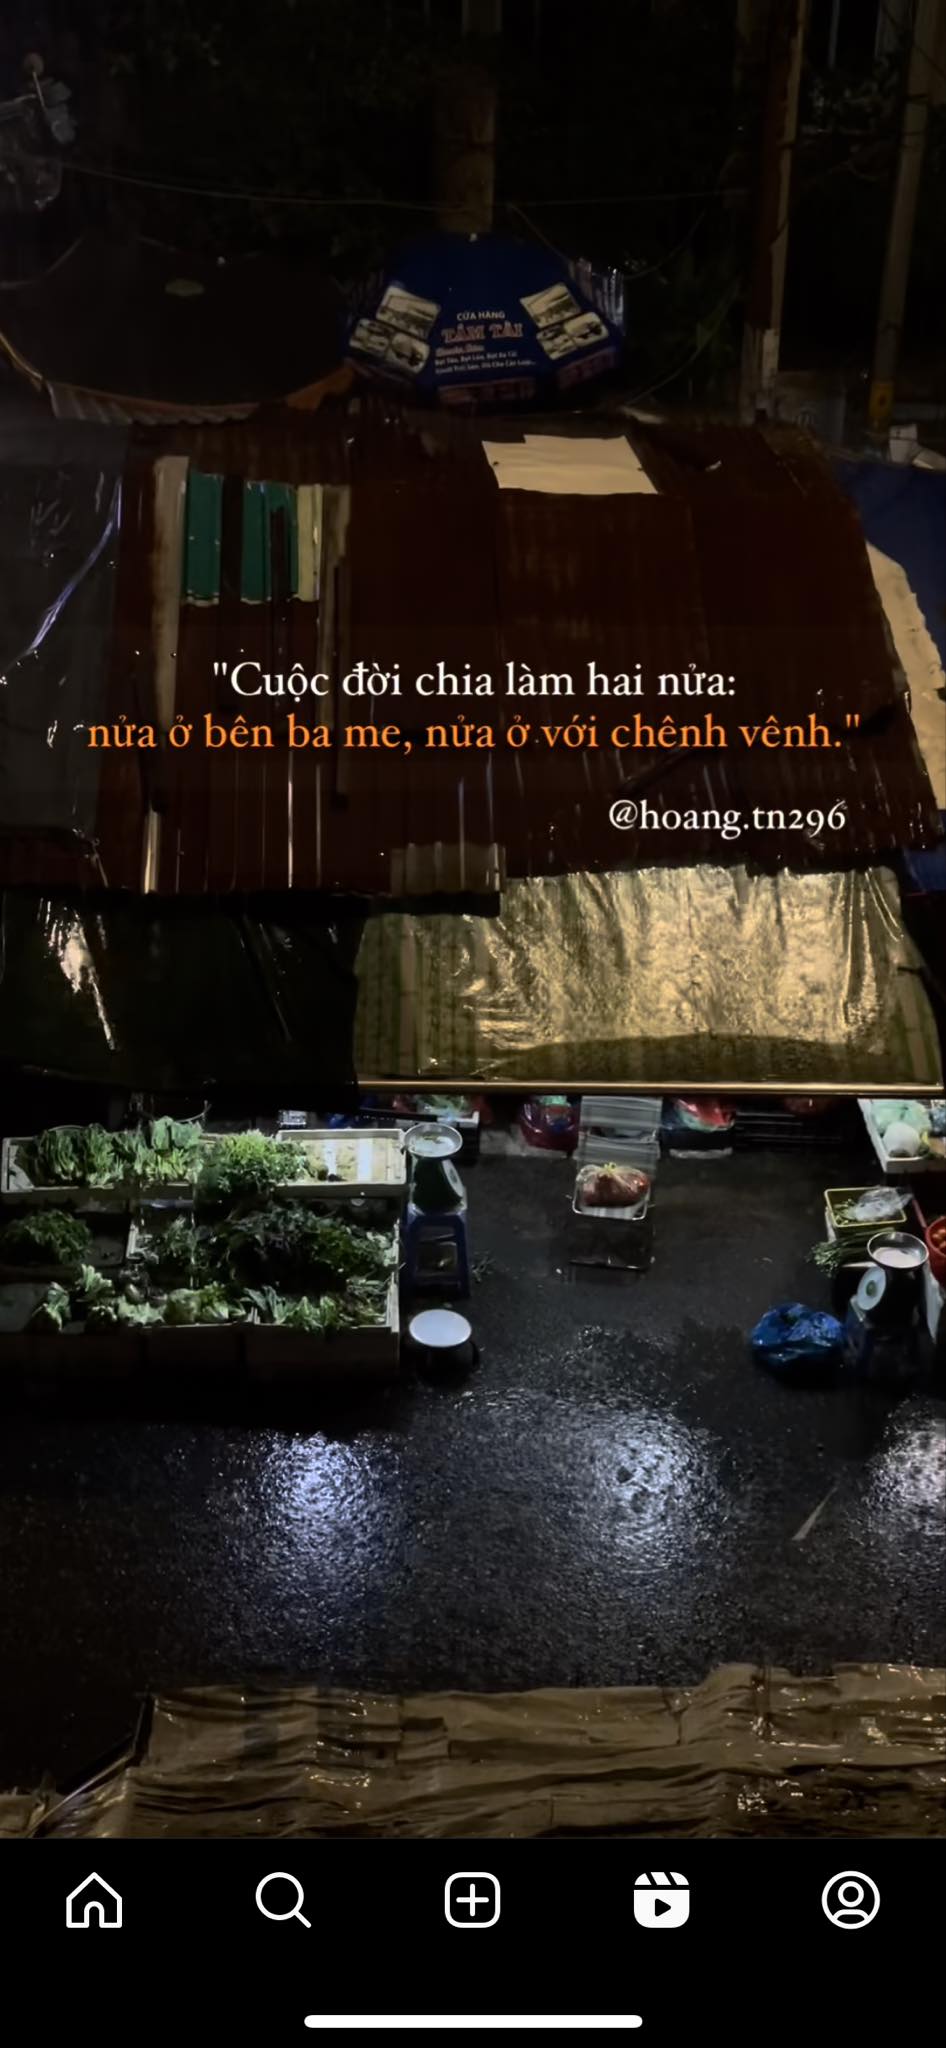 CỬA HÀNG
TÂM TÀI
"Cuộc đời chia làm hai nửa:
nửa ở bên ba me, nửa ở với chênh vênh."
@hoang.tn296